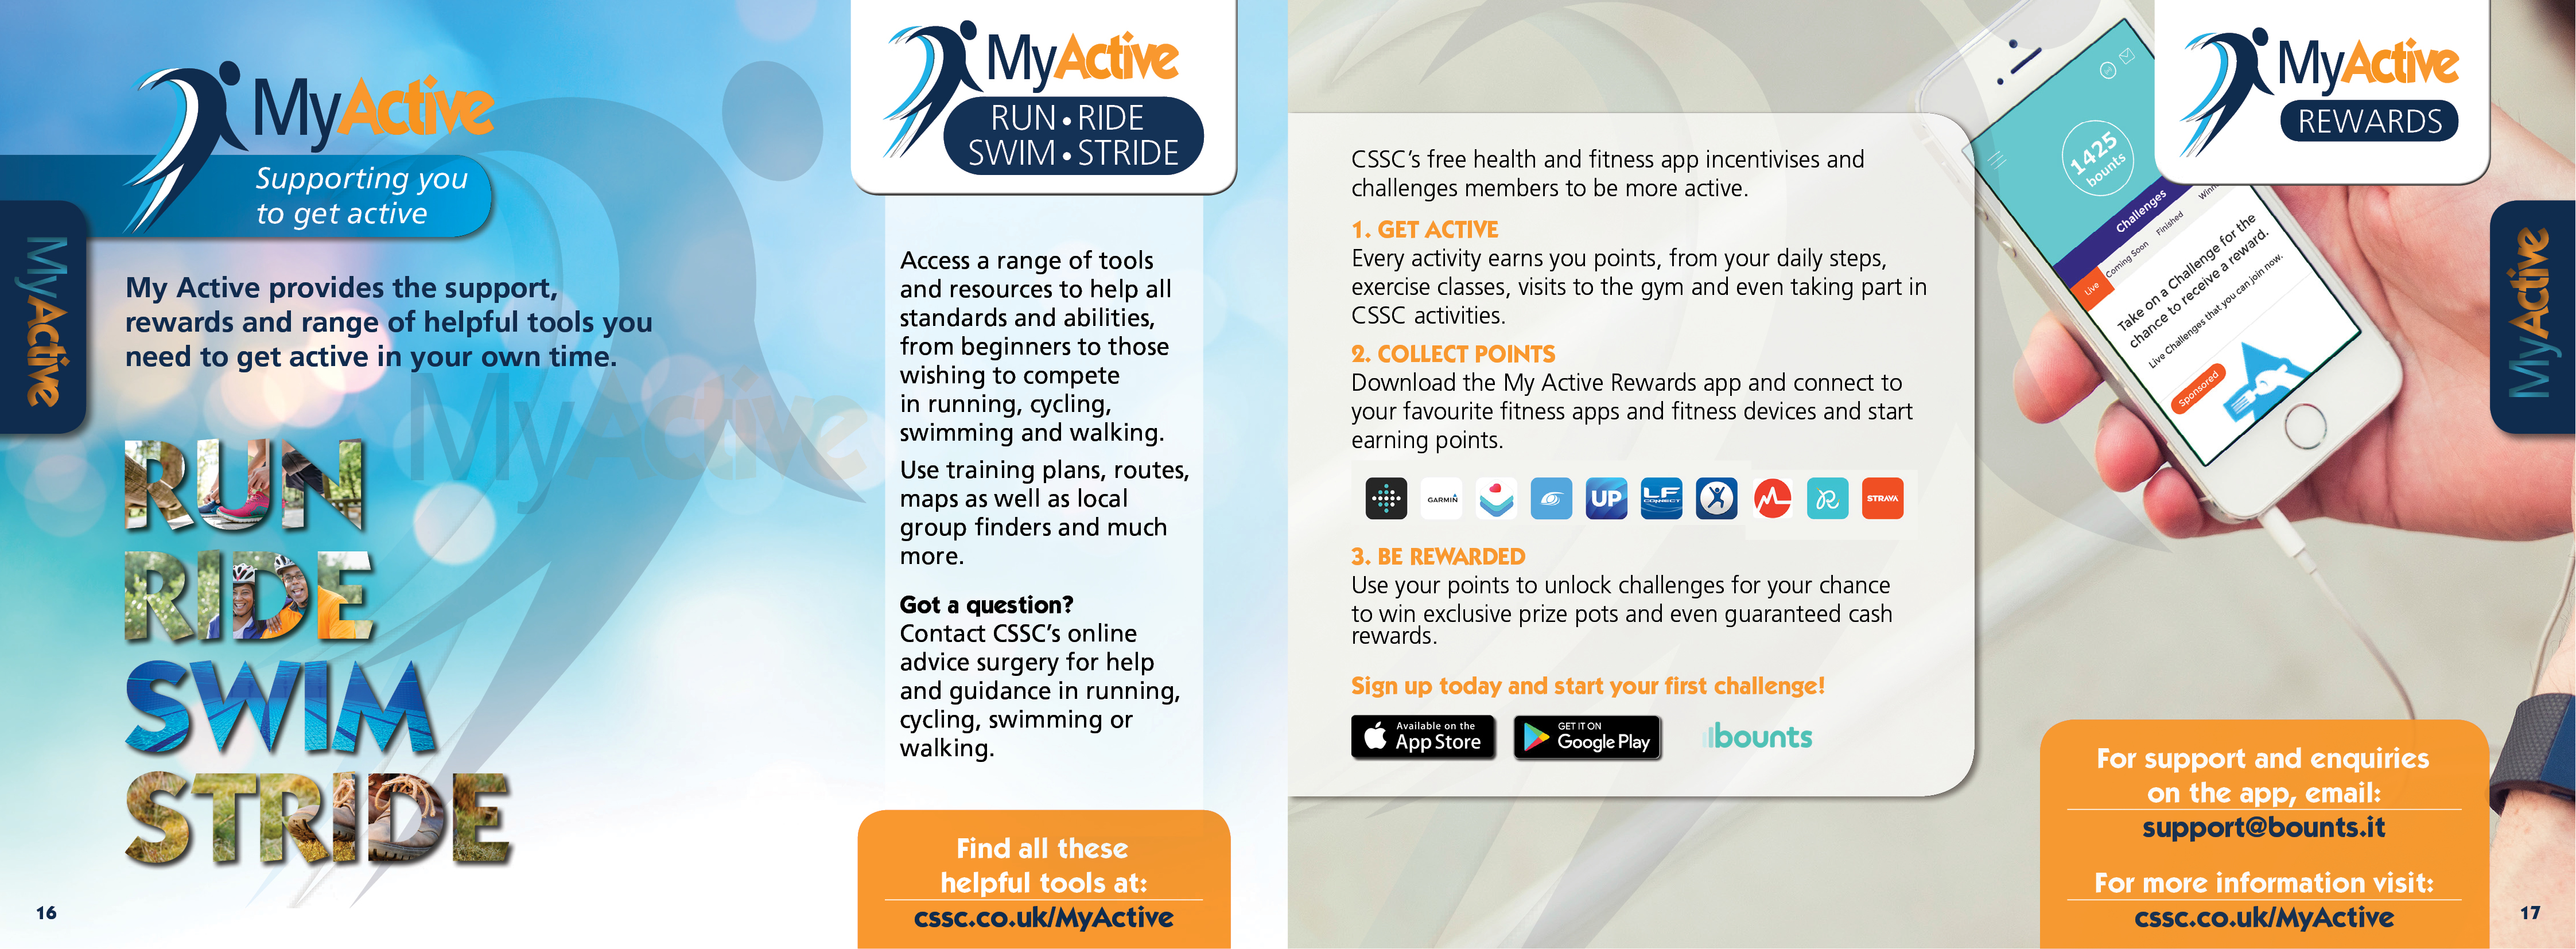 MyActive
Supporting you
to get active
MyActive
My Active provides the support,
rewards and range of helpful tools you
need to get active in your own time.
MyActive
RUN
RIDE
SWIM
STRIDE
16
MyActive
RUN • RIDE
SWIM • STRIDE
Access a range of tools
and resources to help all
standards and abilities,
from beginners to those
wishing to compete
in running, cycling,
swimming and walking.
Use training plans, routes,
maps as well as local
group finders and much
more.
Got a question?
Contact CSSC's online
advice surgery for help
and guidance in running,
cycling, swimming or
walking.
Find all these
helpful tools at:
cssc.co.uk/MyActive
CSSC's free health and fitness app incentivises and
challenges members to be more active.
1. GET ACTIVE
Every activity earns you points, from your daily steps,
exercise classes, visits to the gym and even taking part in
CSSC activities.
2. COLLECT POINTS
Download the My Active Rewards app and connect to
your favourite fitness apps and fitness devices and start
earning points.
GARMIN
UP
LF
CONNECT
STRAVA
3. BE REWARDED
Use your points to unlock challenges for your chance
to win exclusive prize pots and even guaranteed cash
rewards.
Sign up today and start your first challenge!
Available on the
App Store
GET IT ON
Google Play
bounts
1425
bounts
Challenges
Live
Coming Soon
Finished
Take on a Challenge for the
chance to receive a reward.
Live Challenges that you can join now.
Sponsored
MyActive
REWARDS
MyActive
For support and enquiries
on the app, email:
support@bounts.it
For more information visit:
cssc.co.uk/MyActive
17